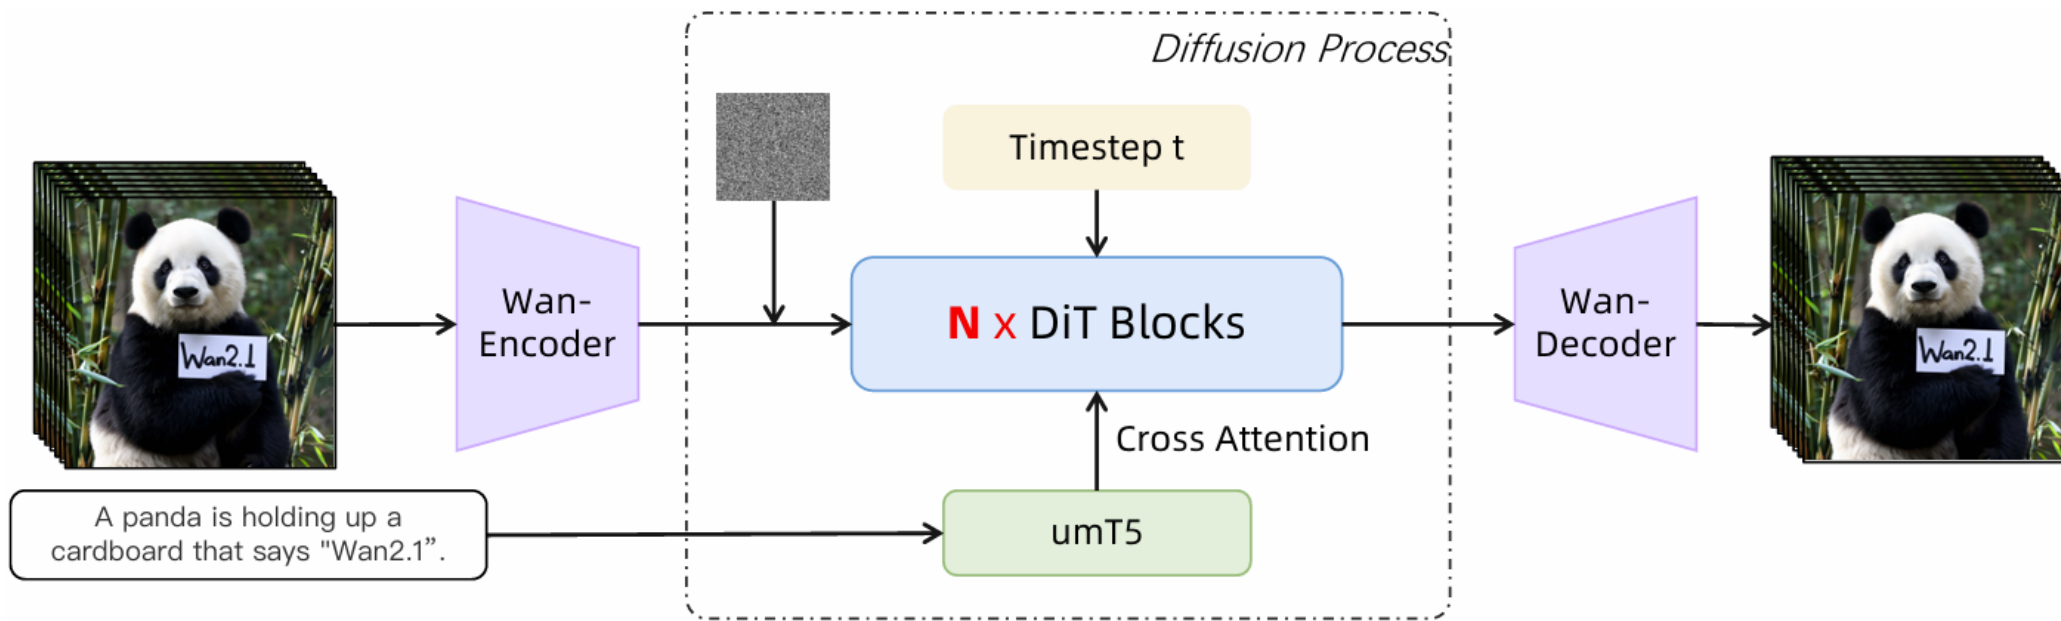 Diffusion Process
Timestep t
Wan-
Encoder
N x DiT Blocks
Wan-
Decoder
Wan2.1
Wan2.1
Cross Attention
A panda is holding up a
cardboard that says "Wan2.1”.
umT5